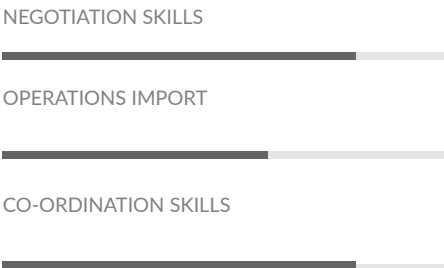 NEGOTIATION SKILLS
OPERATIONS IMPORT
CO-ORDINATION SKILLS